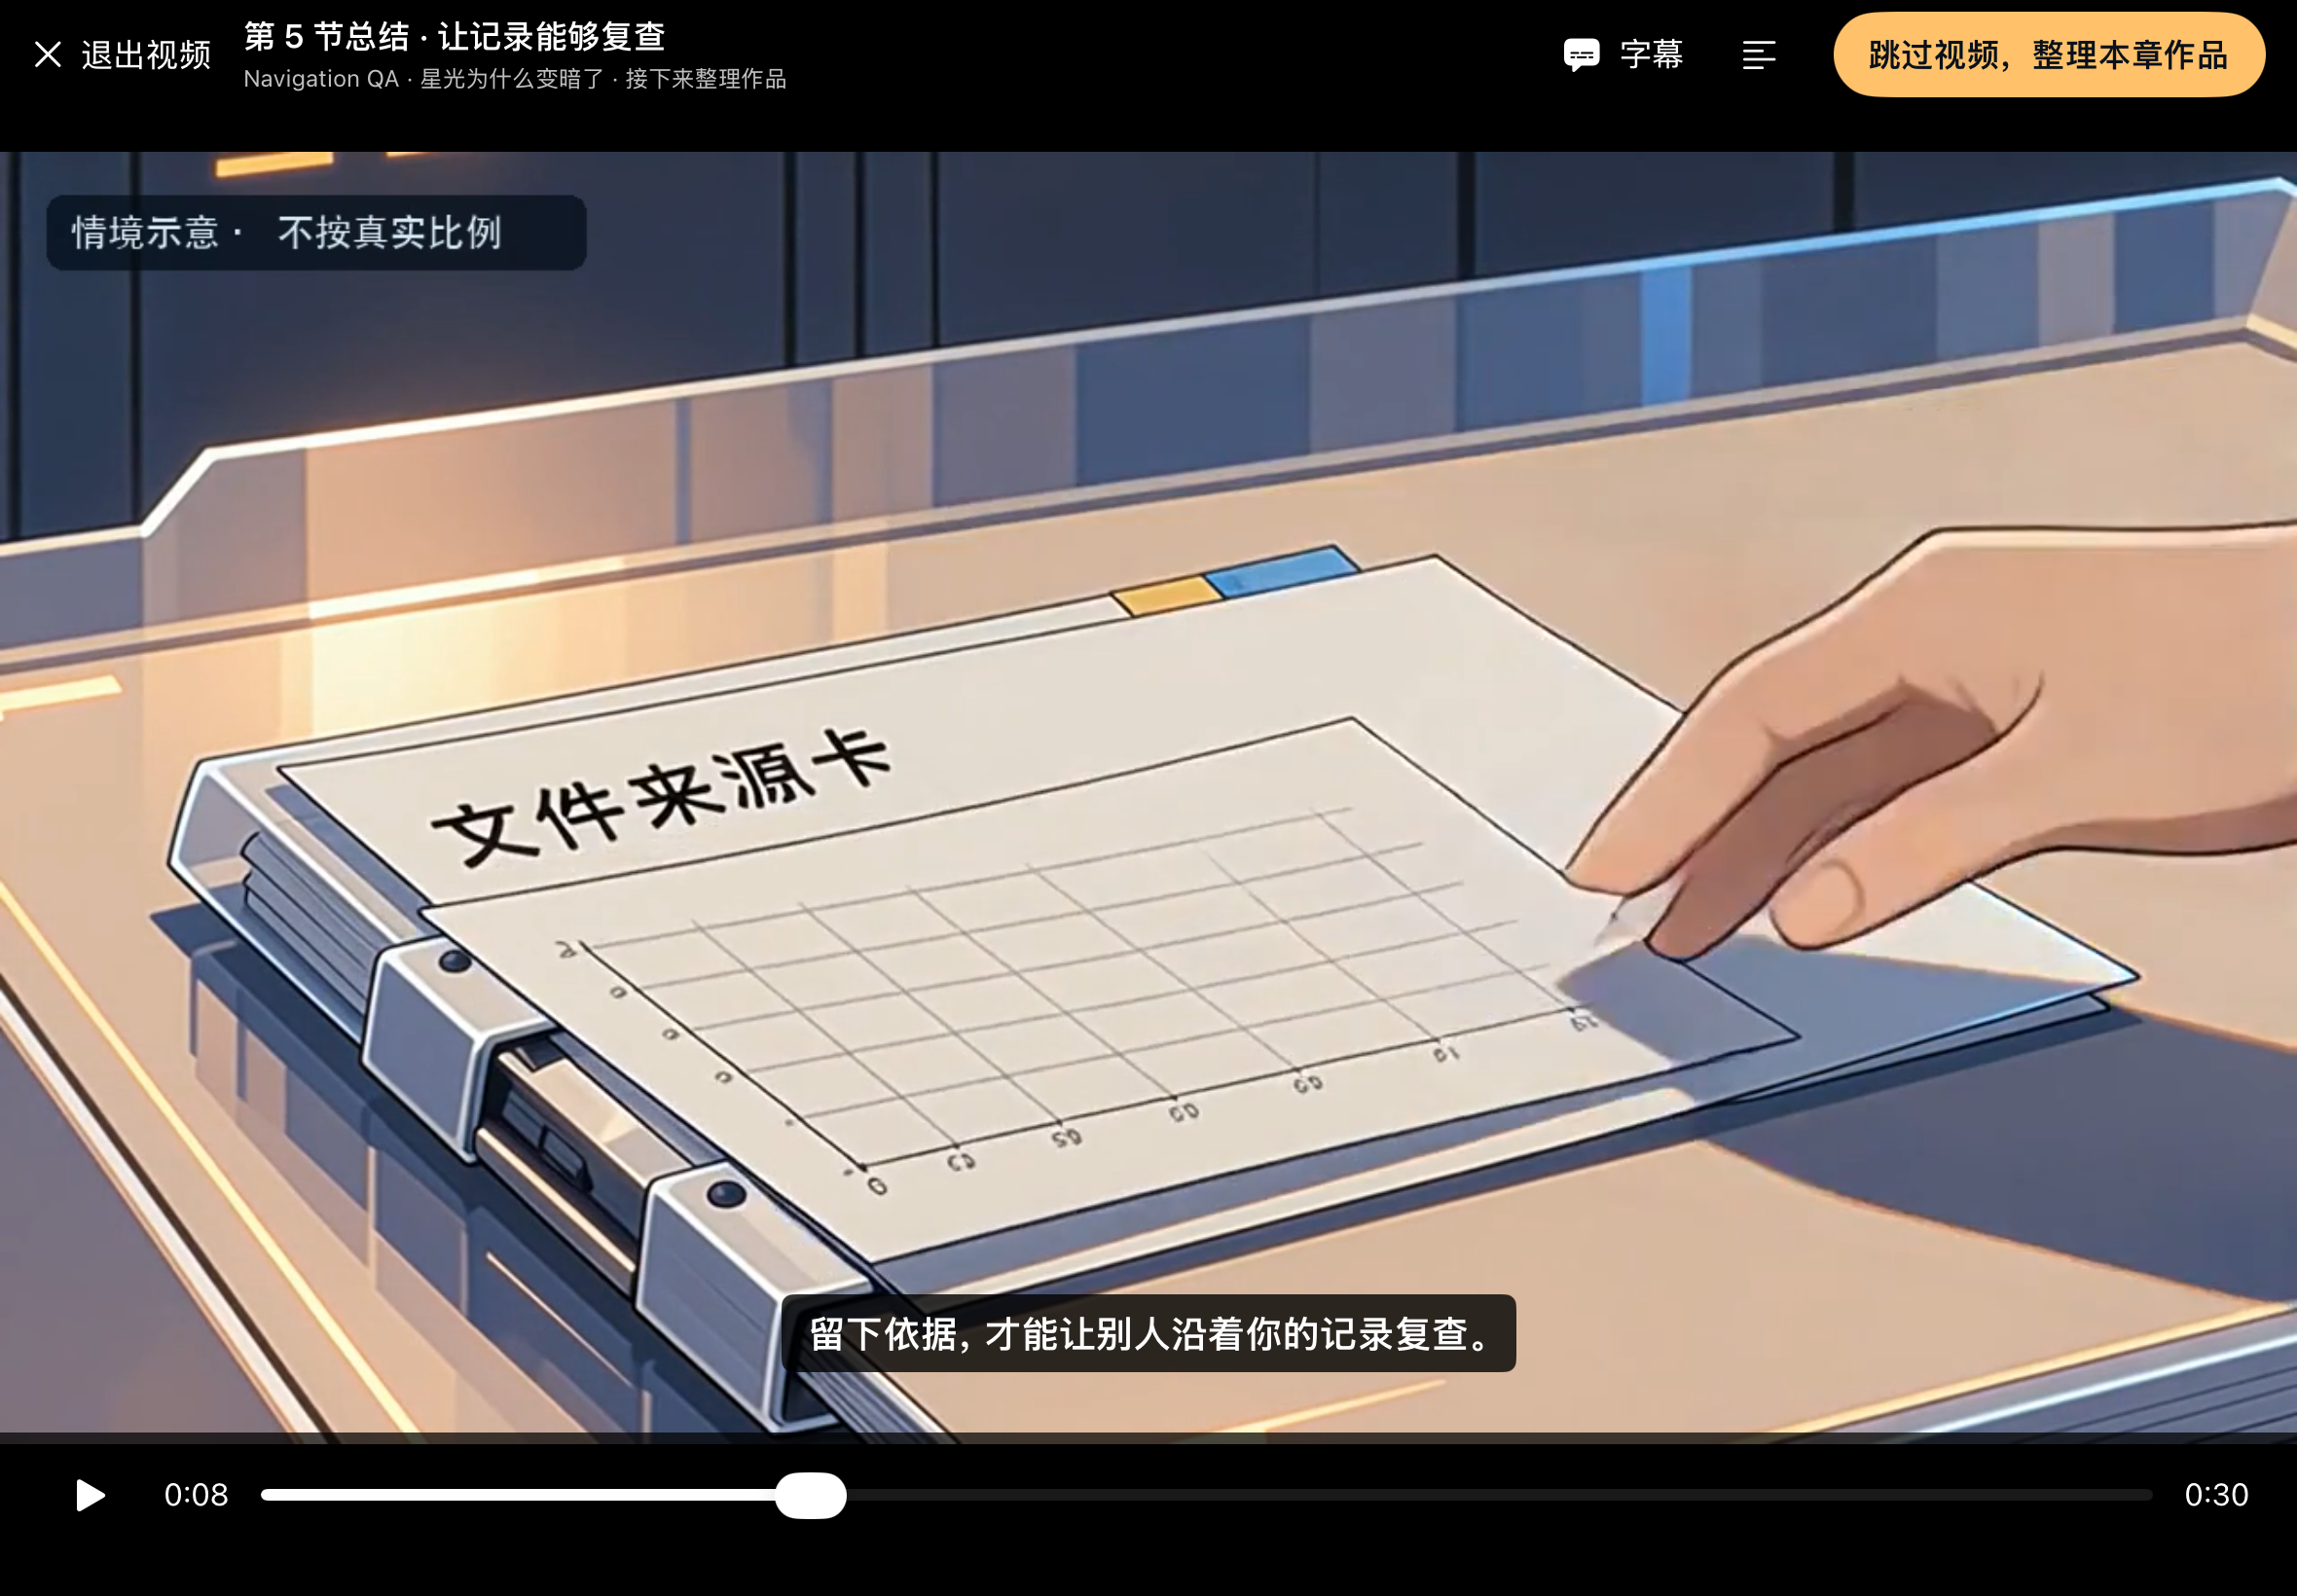 退出视频
第 5 节总结 · 让记录能够复查
Navigation QA · 星光为什么变暗了 · 接下来整理作品
字幕
跳过视频，整理本章作品
情境示意 · 不按真实比例
文件来源卡
留下依据，才能让别人沿着你的记录复查。
0:08
0:30